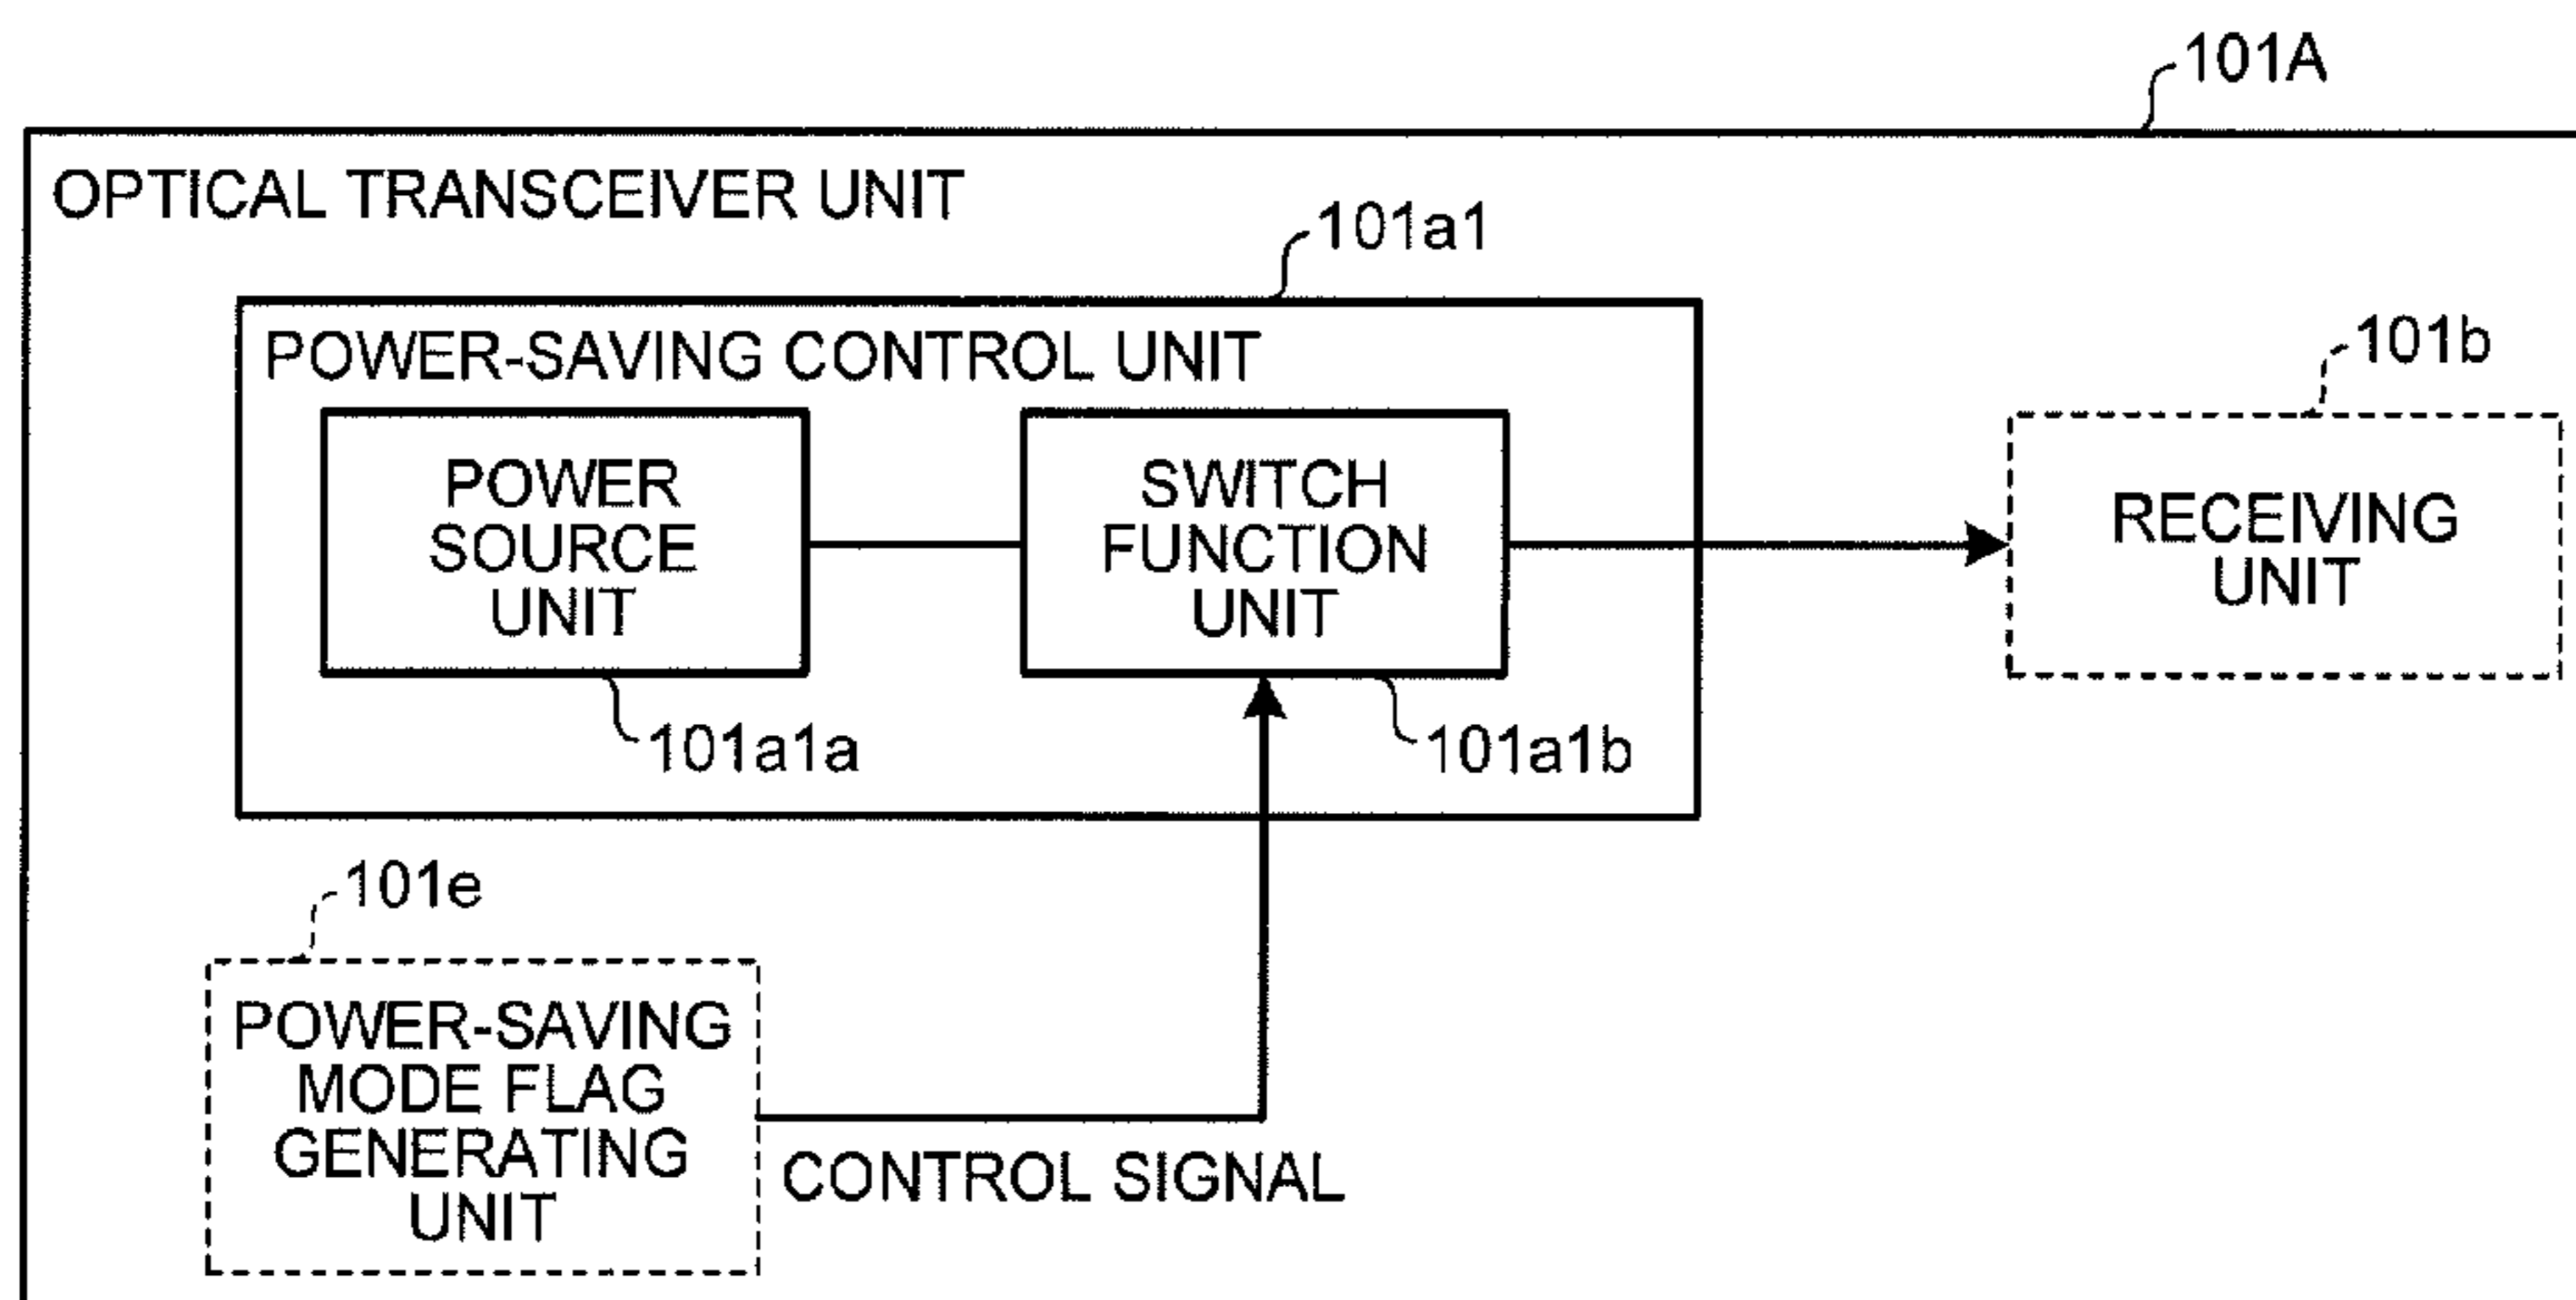 101A
OPTICAL TRANSCEIVER UNIT
101a1
POWER-SAVING CONTROL UNIT
101b
POWER
SOURCE
UNIT
SWITCH
FUNCTION
UNIT
RECEIVING
UNIT
101a1a
101a1b
101e
POWER-SAVING
MODE FLAG
GENERATING
UNIT
CONTROL SIGNAL